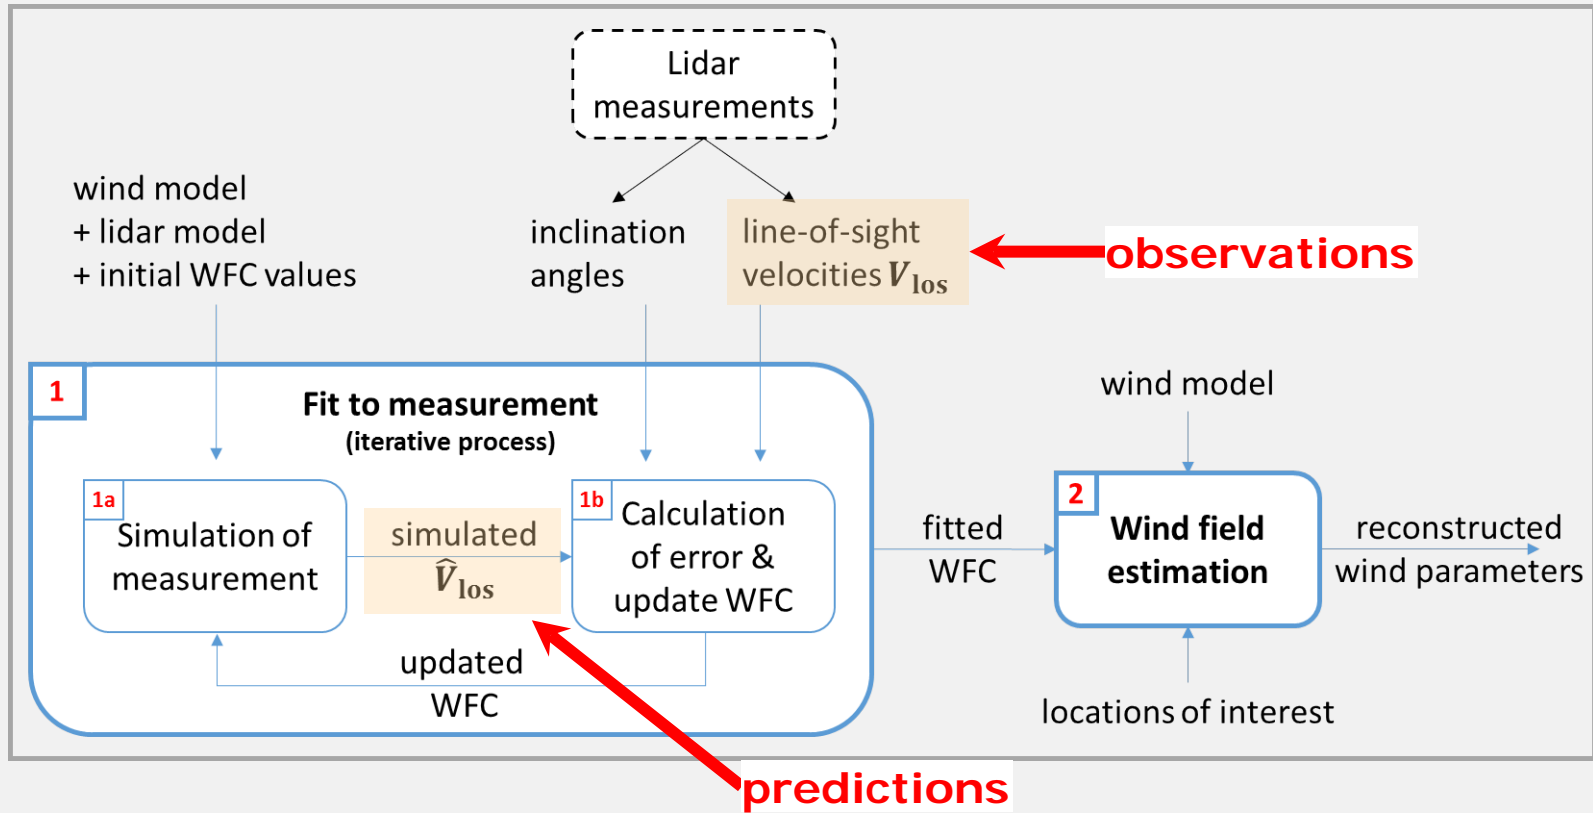 Lidar
measurements
wind model
+ lidar model
+ initial WFC values
inclination
angles
line-of-sight
velocities V_los
observations
1
Fit to measurement
(iterative process)
1a
Simulation of
measurement
simulated
V̂_los
1b
Calculation
of error &
update WFC
updated
WFC
predictions
fitted
WFC
wind model
2
Wind field
estimation
locations of interest
reconstructed
wind parameters